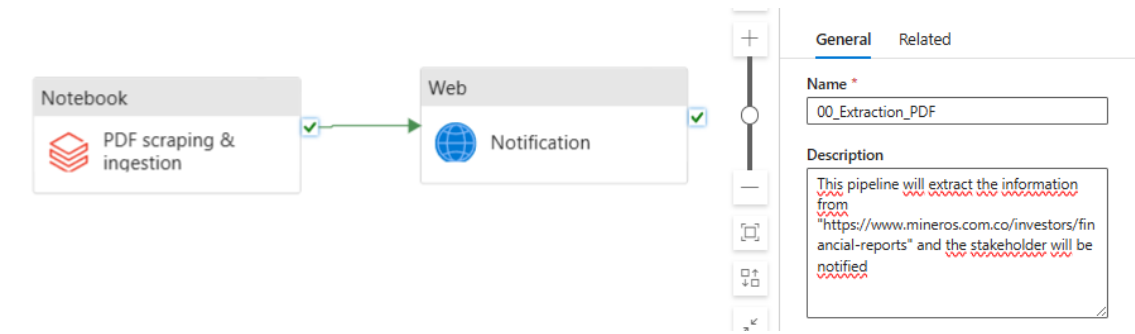 Notebook
PDF scraping &
ingestion
Web
Notification
General Related
Name *
00_Extraction_PDF
Description
This pipeline will extract the information
from
"https://www.mineros.com.co/investors/fin
ancial-reports" and the stakeholder will be
notified